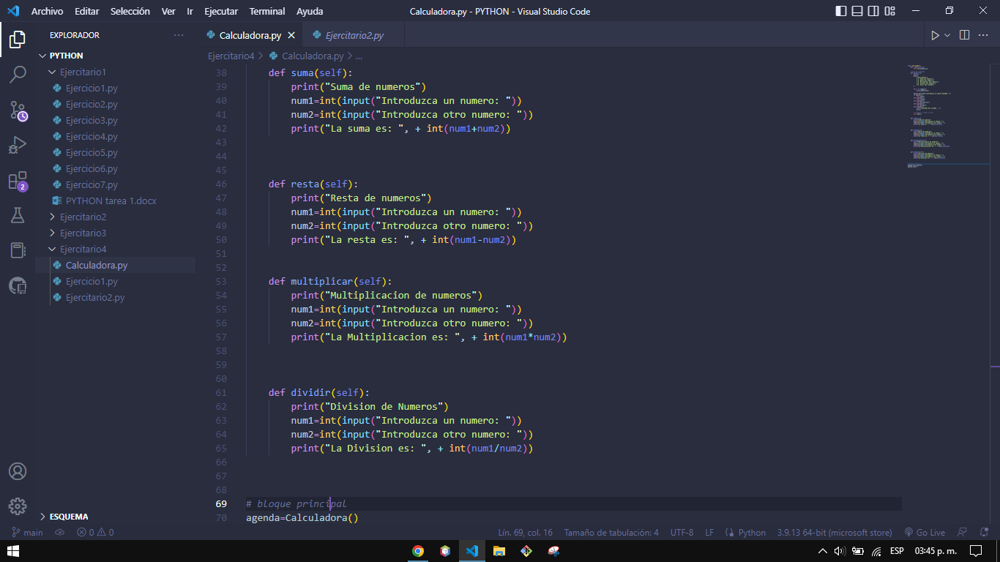 Archivo Editar Selección Ver Ir Ejecutar Terminal Ayuda
Calculadora.py - PYTHON - Visual Studio Code
EXPLORADOR
PYTHON
Ejercitario1
Ejercicio1.py
Ejercicio2.py
Ejercicio3.py
Ejercicio4.py
Ejercicio5.py
Ejercicio6.py
Ejercicio7.py
PYTHON tarea 1.docx
Ejercitario2
Ejercitario3
Ejercitario4
Calculadora.py
Ejercicio1.py
Ejercitario2.py
ESQUEMA
2
Calculadora.py Ejercitario2.py
Ejercitario4 > Calculadora.py > ...
38 def suma(self):
39 print("Suma de numeros")
40 num1=int(input("Introduzca un numero: "))
41 num2=int(input("Introduzca otro numero: "))
42 print("La suma es: ", + int(num1+num2))
43
44
45
46 def resta(self):
47 print("Resta de numeros")
48 num1=int(input("Introduzca un numero: "))
49 num2=int(input("Introduzca otro numero: "))
50 print("La resta es: ", + int(num1-num2))
51
52
53 def multiplicar(self):
54 print("Multiplicacion de numeros")
55 num1=int(input("Introduzca un numero: "))
56 num2=int(input("Introduzca otro numero: "))
57 print("La Multiplicacion es: ", + int(num1*num2))
58
59
60
61 def dividir(self):
62 print("Division de Numeros")
63 num1=int(input("Introduzca un numero: "))
64 num2=int(input("Introduzca otro numero: "))
65 print("La Division es: ", + int(num1/num2))
66
67
68
69 # bloque principal
70 agenda=Calculadora()
main 0 0 Lín. 69, col. 16 Tamaño de tabulación: 4 UTF-8 LF Python 3.9.13 64-bit (microsoft store) Go Live
ESP 03:45 p. m.